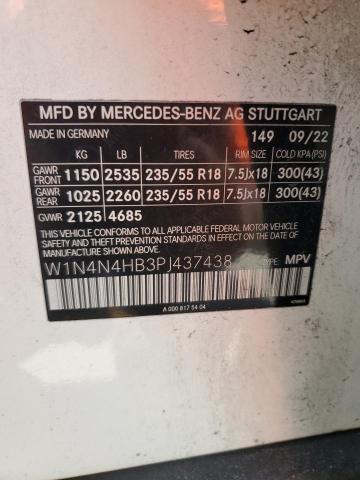 MFD BY MERCEDES-BENZ AG STUTTGART
MADE IN GERMANY 149 09/22
KG LB TIRES RIM SIZE COLD KPA (PSI)
GAWR FRONT 1150 2535 235/55 R18 7.5Jx18 300(43)
GAWR REAR 1025 2260 235/55 R18 7.5Jx18 300(43)
GVWR 2125 4685
THIS VEHICLE CONFORMS TO ALL APPLICABLE
FEDERAL MOTOR VEHICLE SAFETY AND
THEFT PREVENTION STANDARDS IN EFFECT ON
THE DATE OF MANUFACTURE SHOWN ABOVE.
W1N4N4HB3PJ437438 TYPE: MPV
A 000 817 54 04